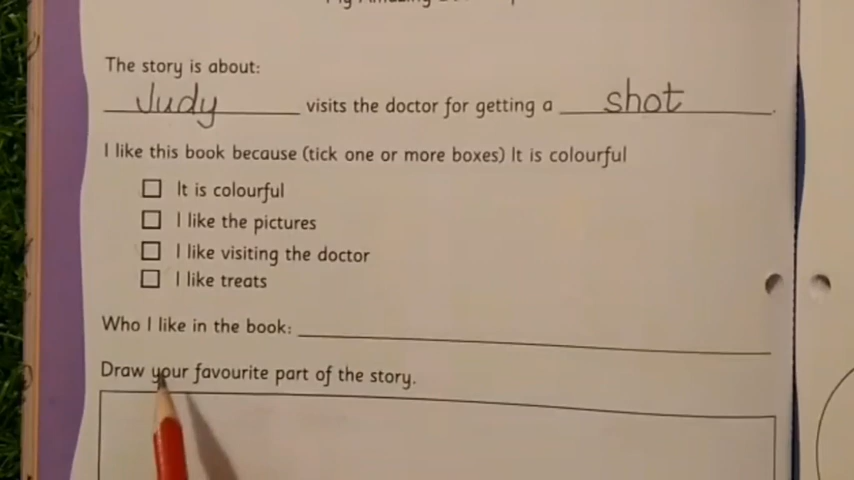 The story is about:
Judy visits the doctor for getting a shot.
I like this book because (tick one or more boxes) It is colourful
It is colourful
I like the pictures
I like visiting the doctor
I like treats
Who I like in the book:
Draw your favourite part of the story.